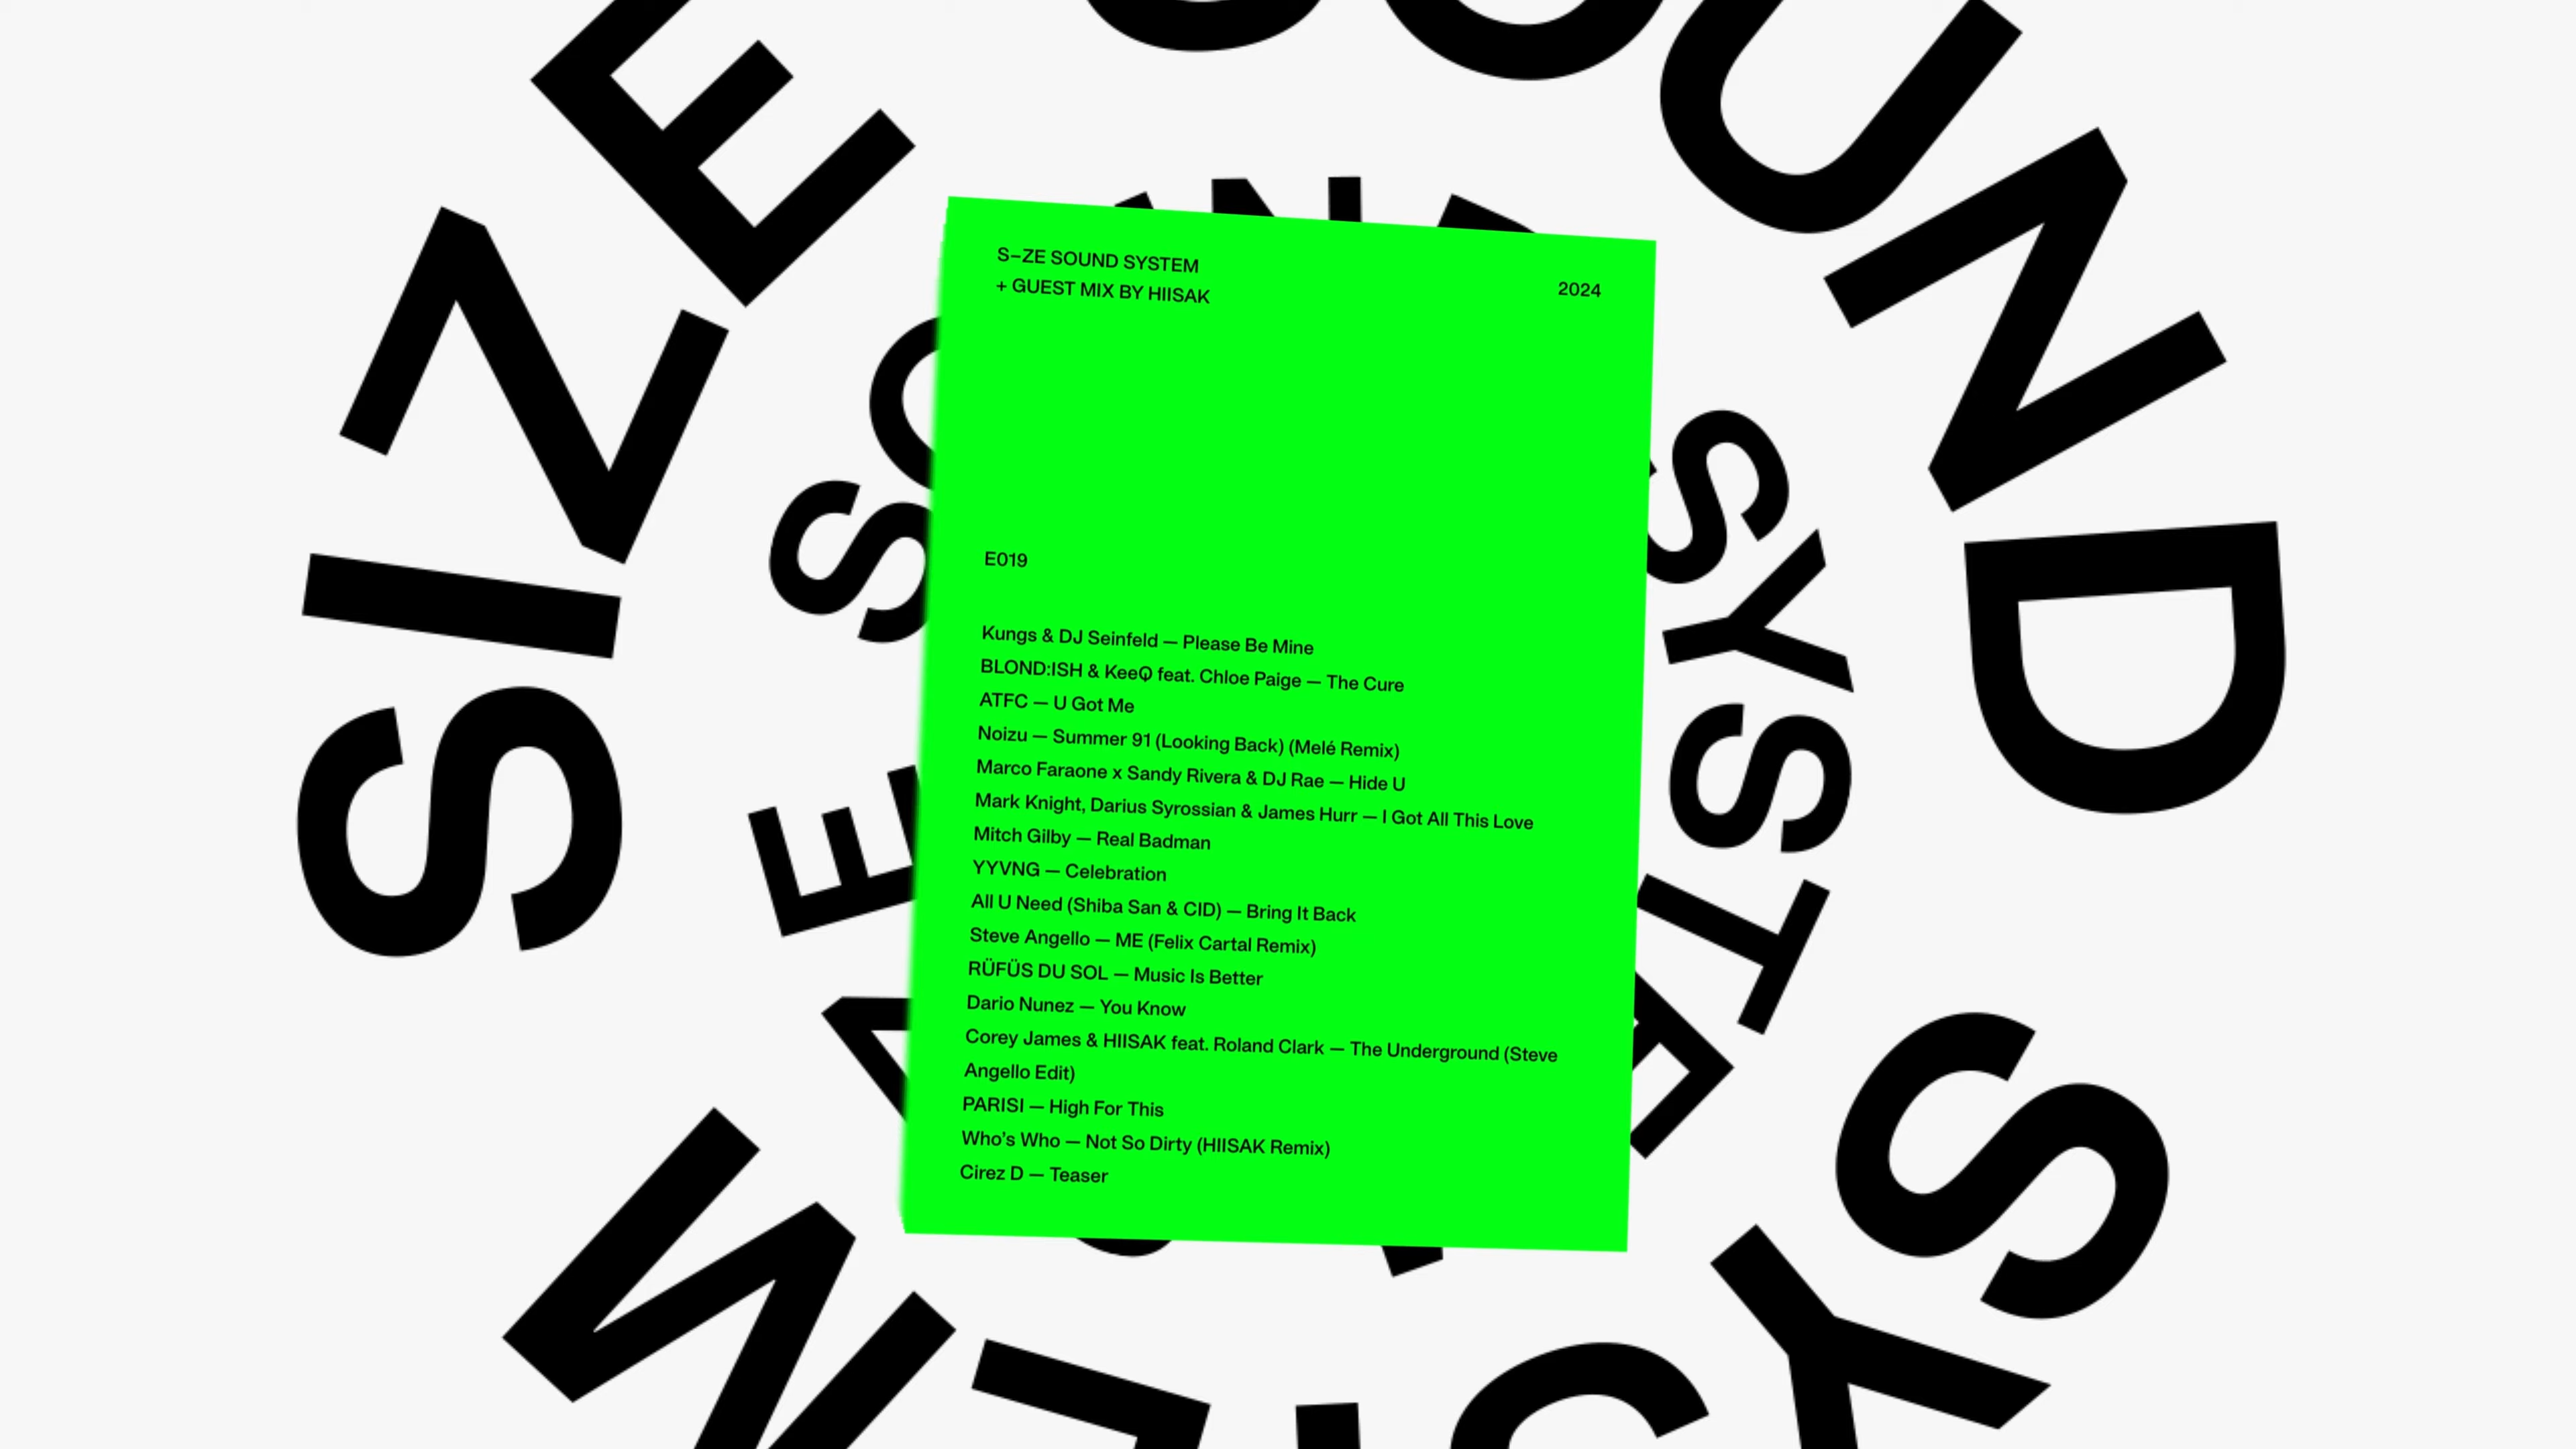 SIZE SOUND SYSTEM
S–ZE SOUND SYSTEM
+ GUEST MIX BY HIISAK
2024
E019
Kungs & DJ Seinfeld — Please Be Mine
BLOND:ISH & KeeQ feat. Chloe Paige — The Cure
ATFC — U Got Me
Noizu — Summer 91 (Looking Back) (Melé Remix)
Marco Faraone x Sandy Rivera & DJ Rae — Hide U
Mark Knight, Darius Syrossian & James Hurr — I Got All This Love
Mitch Gilby — Real Badman
YYVNG — Celebration
All U Need (Shiba San & CID) — Bring It Back
Steve Angello — ME (Felix Cartal Remix)
RÜFÜS DU SOL — Music Is Better
Dario Nunez — You Know
Corey James & HIISAK feat. Roland Clark — The Underground (Steve
Angello Edit)
PARISI — High For This
Who's Who — Not So Dirty (HIISAK Remix)
Cirez D — Teaser